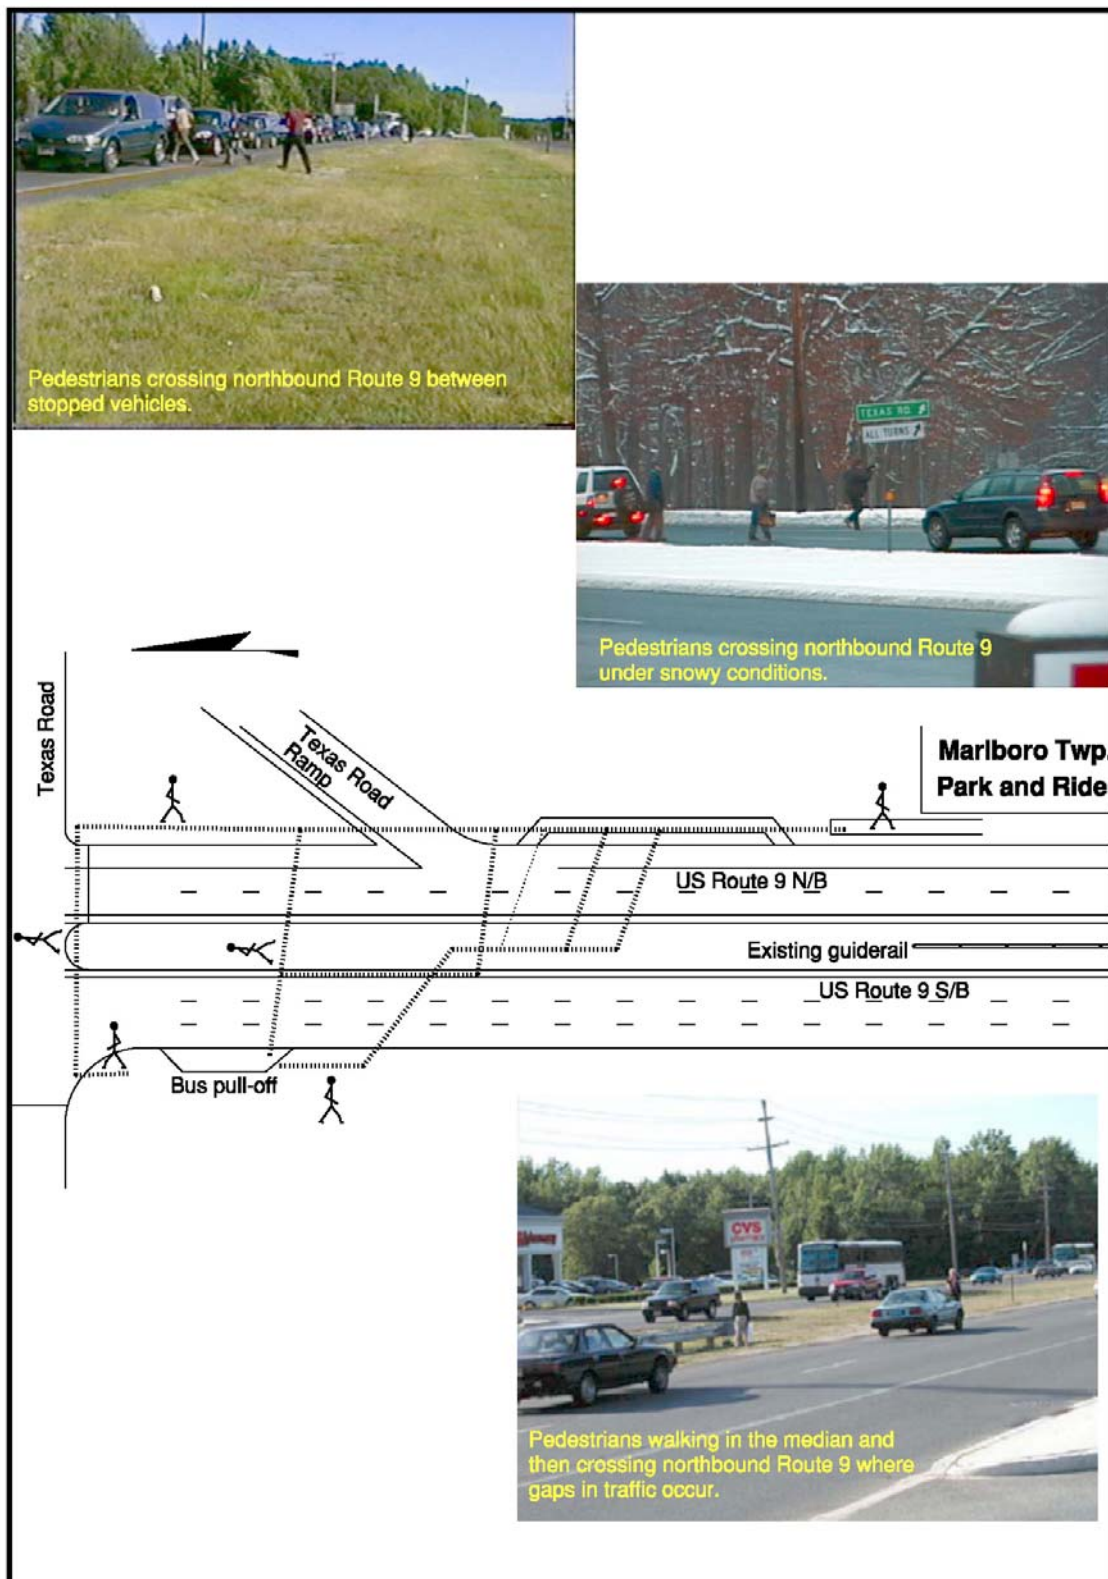 Pedestrians crossing northbound Route 9 between
stopped vehicles.
TEXAS RD
ALL TURNS
Pedestrians crossing northbound Route 9
under snowy conditions.
Texas Road
Texas Road
Ramp
Marlboro Twp.
Park and Ride
US Route 9 N/B
Existing guiderail
US Route 9 S/B
Bus pull-off
CVS
Pedestrians walking in the median and
then crossing northbound Route 9 where
gaps in traffic occur.